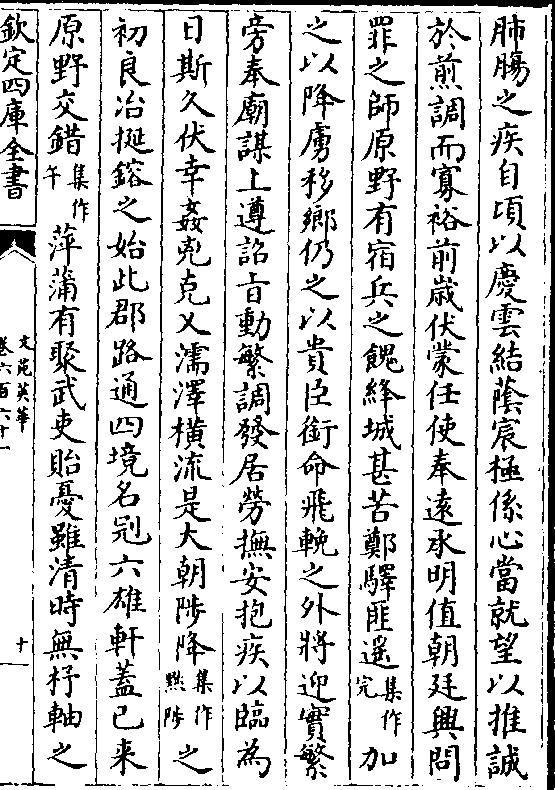 肺腸之疾自頃以慶雲結蔭宸極係心當就望以推誠
於煎調而寡裕前歳伏蒙任使奉遠承明值朝廷興問
罪之師原野有宿兵之餽絳城甚苦鄭驛匪遥集作完加
之以降虜移鄉仍之以貴臣銜命飛輓之外將迎實繁
旁奉廟謀上遵詔㫖動繁調發居勞撫安抱疾以臨為
日斯久伏幸姦兇克乂濡澤橫流是大朝陟降集作黜陟之
初良冶挻鎔之始此郡路通四境名冠六雄軒蓋已来
原野交錯集作午萍蒲有聚武吏貽憂雖清時無杼軸之
欽定四庫全書
文苑英華
卷六百六十一
十